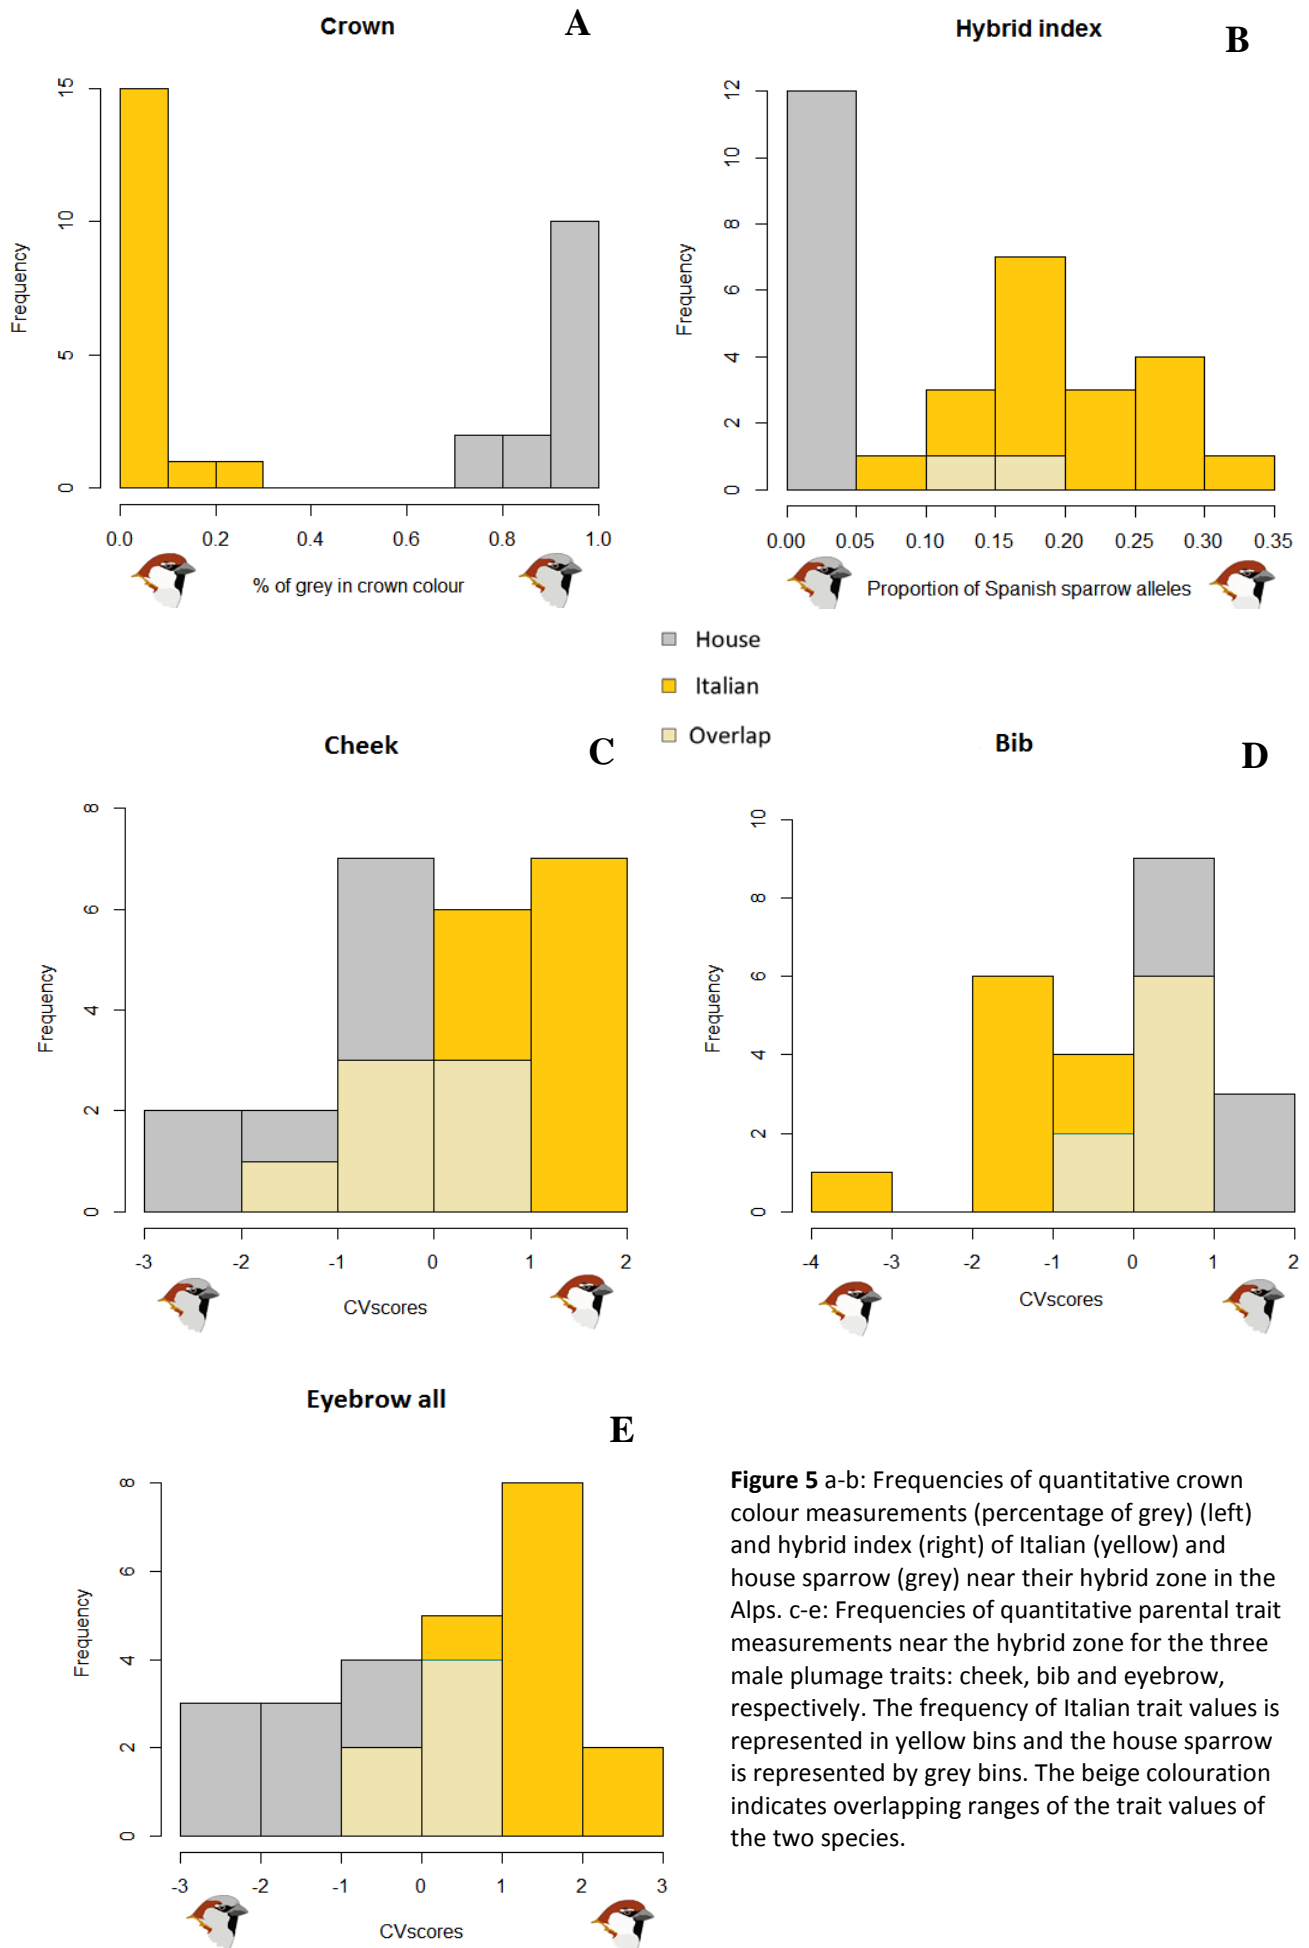 Crown
A
15
10
5
0
Frequency
0.0 0.2 0.4 0.6 0.8 1.0
% of grey in crown colour
Hybrid index
B
12
10
8
6
4
2
0
Frequency
0.00 0.05 0.10 0.15 0.20 0.25 0.30 0.35
Proportion of Spanish sparrow alleles
House
Italian
Overlap
Cheek
C
8
6
4
2
0
Frequency
-3 -2 -1 0 1 2
CVscores
Bib
D
10
8
6
4
2
0
Frequency
-4 -3 -2 -1 0 1 2
CVscores
Eyebrow all
E
8
6
4
2
0
Frequency
-3 -2 -1 0 1 2 3
CVscores
Figure 5 a-b: Frequencies of quantitative crown
colour measurements (percentage of grey) (left)
and hybrid index (right) of Italian (yellow) and
house sparrow (grey) near their hybrid zone in the
Alps. c-e: Frequencies of quantitative parental trait
measurements near the hybrid zone for the three
male plumage traits: cheek, bib and eyebrow,
respectively. The frequency of Italian trait values is
represented in yellow bins and the house sparrow
is represented by grey bins. The beige colouration
indicates overlapping ranges of the trait values of
the two species.